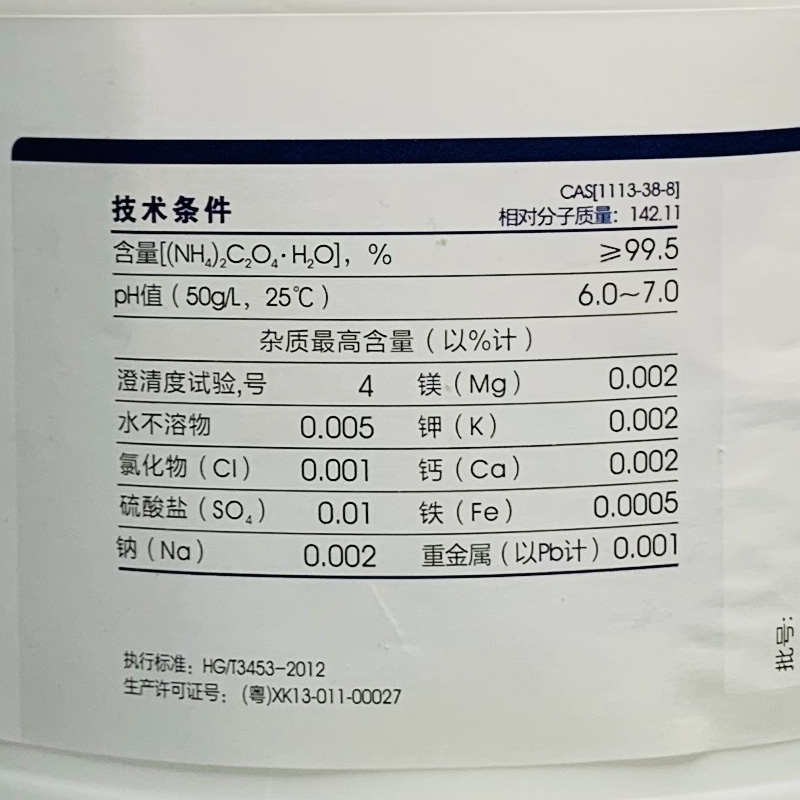 技术条件
CAS[1113-38-8]
相对分子质量：142.11
含量[(NH₄)₂C₂O₄·H₂O]，% ≥99.5
pH值（50g/L，25℃） 6.0~7.0
杂质最高含量（以%计）
澄清度试验,号 4 镁（Mg） 0.002
水不溶物 0.005 钾（K） 0.002
氯化物（Cl） 0.001 钙（Ca） 0.002
硫酸盐（SO₄） 0.01 铁（Fe） 0.0005
钠（Na） 0.002 重金属（以Pb计） 0.001
执行标准：HG/T3453-2012
生产许可证号：(粤)XK13-011-00027
批号：